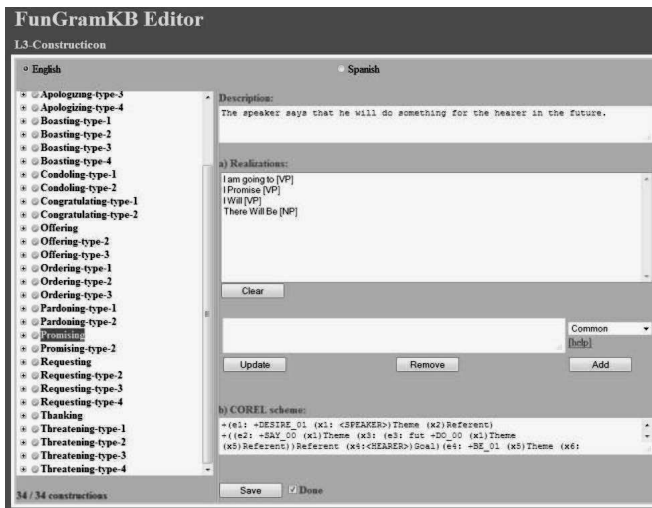 FunGramKB Editor
L3-Constructicon
English
Spanish
Apologizing-type-3
Apologizing-type-4
Boasting-type-1
Boasting-type-2
Boasting-type-3
Boasting-type-4
Condoling-type-1
Condoling-type-2
Congratulating-type-1
Congratulating-type-2
Offering
Offering-type-2
Offering-type-3
Ordering-type-1
Ordering-type-2
Ordering-type-3
Pardoning-type-1
Pardoning-type-2
Promising
Promising-type-2
Requesting
Requesting-type-2
Requesting-type-3
Requesting-type-4
Thanking
Threatening-type-1
Threatening-type-2
Threatening-type-3
Threatening-type-4
34 / 34 constructions
Description:
The speaker says that he will do something for the hearer in the future.
a) Realizations:
I am going to [VP]
I Promise [VP]
I Will [VP]
There Will Be [NP]
Clear
Common
[help]
Update Remove Add
b) COREL scheme:
+(e1: +DESIRE_01 (x1: <SPEAKER>)Theme (x2)Referent)
+((e2: +SAY_00 (x1)Theme (x3: (e3: fut +DO_00 (x1)Theme
(x5)Referent))Referent (x4:<HEARER>)Goal)(e4: +BE_01 (x5)Theme (x6:
Save Done